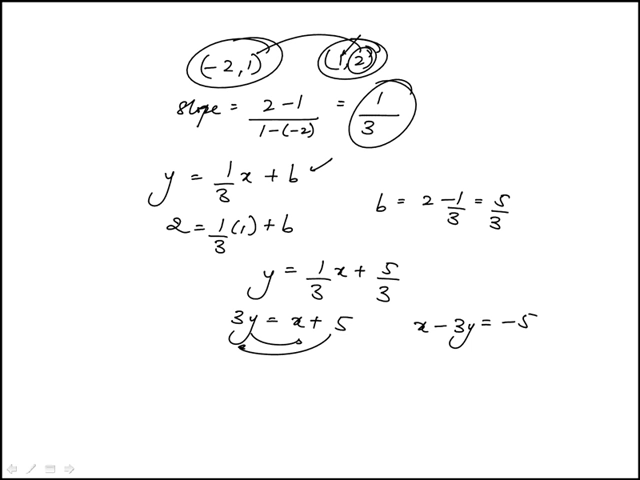 (-2,1) (1,2)
slope = 2-1/1-(-2) = 1/3
y = 1/3 x + b ✓
b = 2 - 1/3 = 5/3
2 = 1/3 (1) + b
y = 1/3 x + 5/3
3y = x + 5 x - 3y = -5